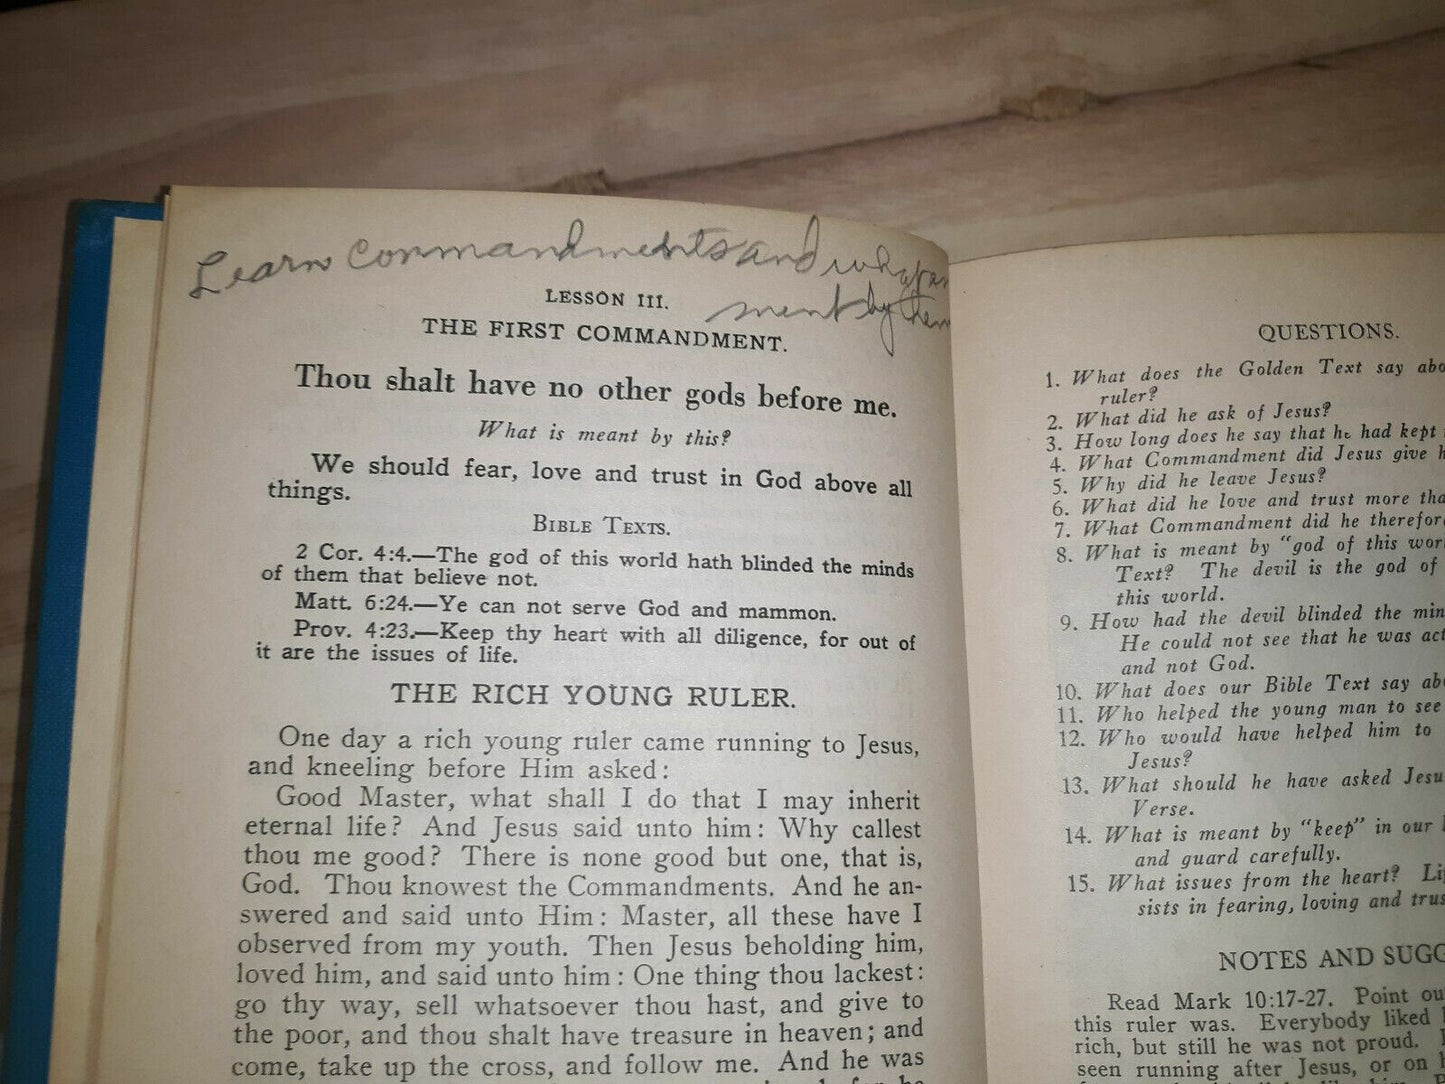 Learn Commandments and what is
ment by them
LESSON III.
THE FIRST COMMANDMENT.
Thou shalt have no other gods before me.
What is meant by this?
We should fear, love and trust in God above all
things.
BIBLE TEXTS.
2 Cor. 4:4.—The god of this world hath blinded the minds
of them that believe not.
Matt. 6:24.—Ye can not serve God and mammon.
Prov. 4:23.—Keep thy heart with all diligence, for out of
it are the issues of life.
THE RICH YOUNG RULER.
One day a rich young ruler came running to Jesus,
and kneeling before Him asked:
Good Master, what shall I do that I may inherit
eternal life? And Jesus said unto him: Why callest
thou me good? There is none good but one, that is,
God. Thou knowest the Commandments. And he an-
swered and said unto Him: Master, all these have I
observed from my youth. Then Jesus beholding him,
loved him, and said unto him: One thing thou lackest:
go thy way, sell whatsoever thou hast, and give to
the poor, and thou shalt have treasure in heaven; and
come, take up the cross, and follow me. And he was
QUESTIONS.
1. What does the Golden Text say abo
ruler?
2. What did he ask of Jesus?
3. How long does he say that he had kept
4. What Commandment did Jesus give h
5. Why did he leave Jesus?
6. What did he love and trust more tha
7. What Commandment did he therefor
8. What is meant by "god of this wor
Text? The devil is the god of
this world.
9. How had the devil blinded the min
He could not see that he was act
and not God.
10. What does our Bible Text say abo
11. Who helped the young man to see
12. Who would have helped him to
Jesus?
13. What should he have asked Jesu
Verse.
14. What is meant by "keep" in our
and guard carefully.
15. What issues from the heart? Li
sists in fearing, loving and trus
NOTES AND SUGG
Read Mark 10:17-27. Point ou
this ruler was. Everybody liked
rich, but still he was not proud.
seen running after Jesus, or on